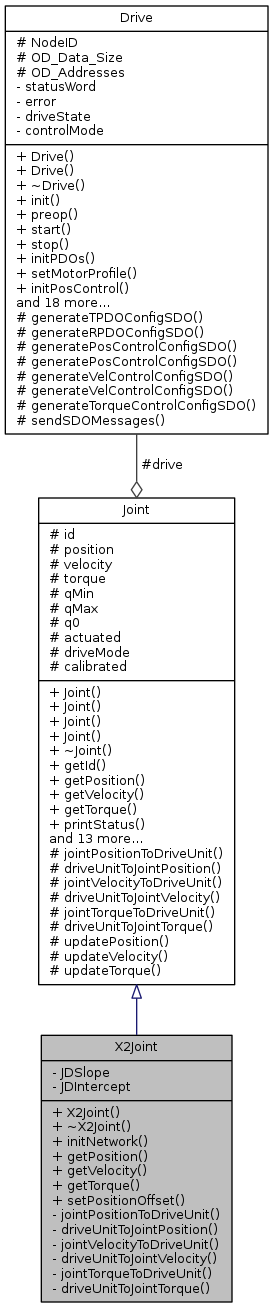 Drive
# NodeID
# OD_Data_Size
# OD_Addresses
- statusWord
- error
- driveState
- controlMode
+ Drive()
+ Drive()
+ ~Drive()
+ init()
+ preop()
+ start()
+ stop()
+ initPDOs()
+ setMotorProfile()
+ initPosControl()
and 18 more...
# generateTPDOConfigSDO()
# generateRPDOConfigSDO()
# generatePosControlConfigSDO()
# generatePosControlConfigSDO()
# generateVelControlConfigSDO()
# generateVelControlConfigSDO()
# generateTorqueControlConfigSDO()
# sendSDOMessages()
#drive
Joint
# id
# position
# velocity
# torque
# qMin
# qMax
# q0
# actuated
# driveMode
# calibrated
+ Joint()
+ Joint()
+ Joint()
+ Joint()
+ ~Joint()
+ getId()
+ getPosition()
+ getVelocity()
+ getTorque()
+ printStatus()
and 13 more...
# jointPositionToDriveUnit()
# driveUnitToJointPosition()
# jointVelocityToDriveUnit()
# driveUnitToJointVelocity()
# jointTorqueToDriveUnit()
# driveUnitToJointTorque()
# updatePosition()
# updateVelocity()
# updateTorque()
X2Joint
- JDSlope
- JDIntercept
+ X2Joint()
+ ~X2Joint()
+ initNetwork()
+ getPosition()
+ getVelocity()
+ getTorque()
+ setPositionOffset()
- jointPositionToDriveUnit()
- driveUnitToJointPosition()
- jointVelocityToDriveUnit()
- driveUnitToJointVelocity()
- jointTorqueToDriveUnit()
- driveUnitToJointTorque()